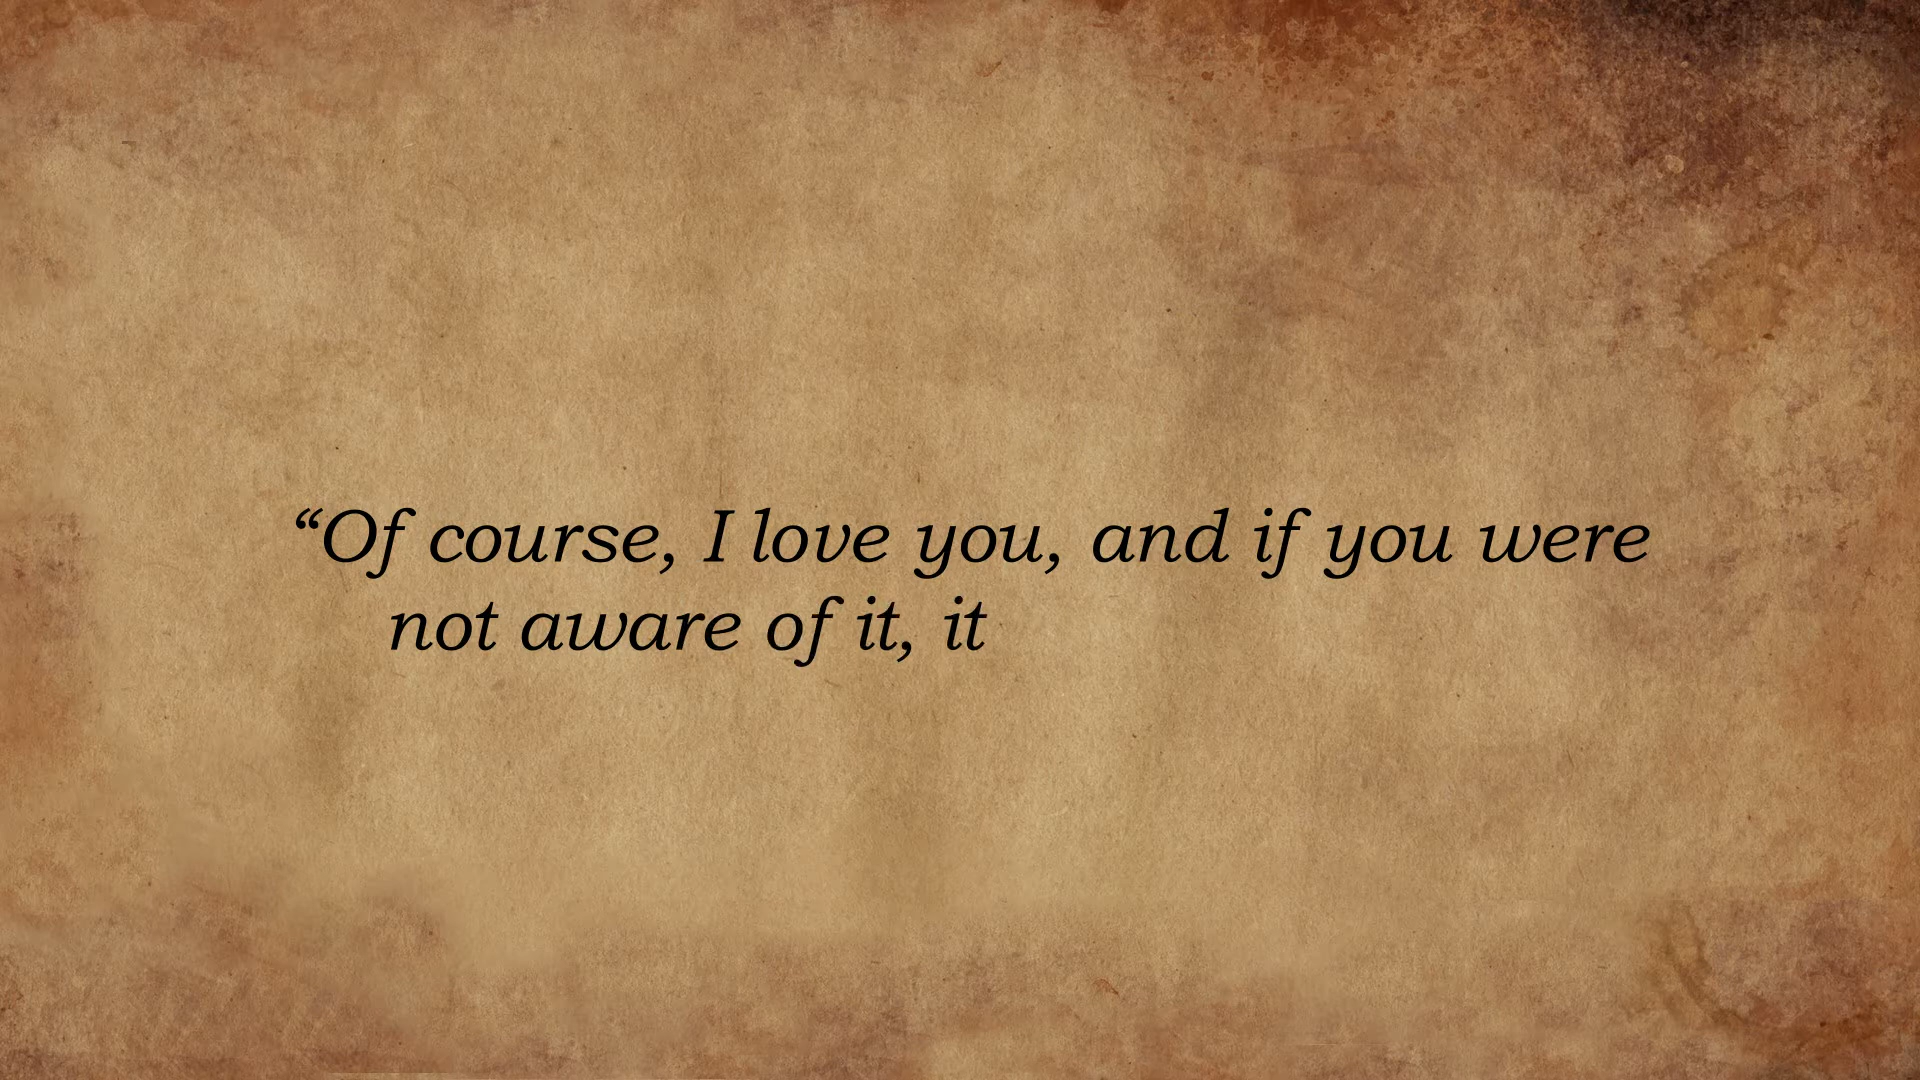 “Of course, I love you, and if you were
not aware of it, it